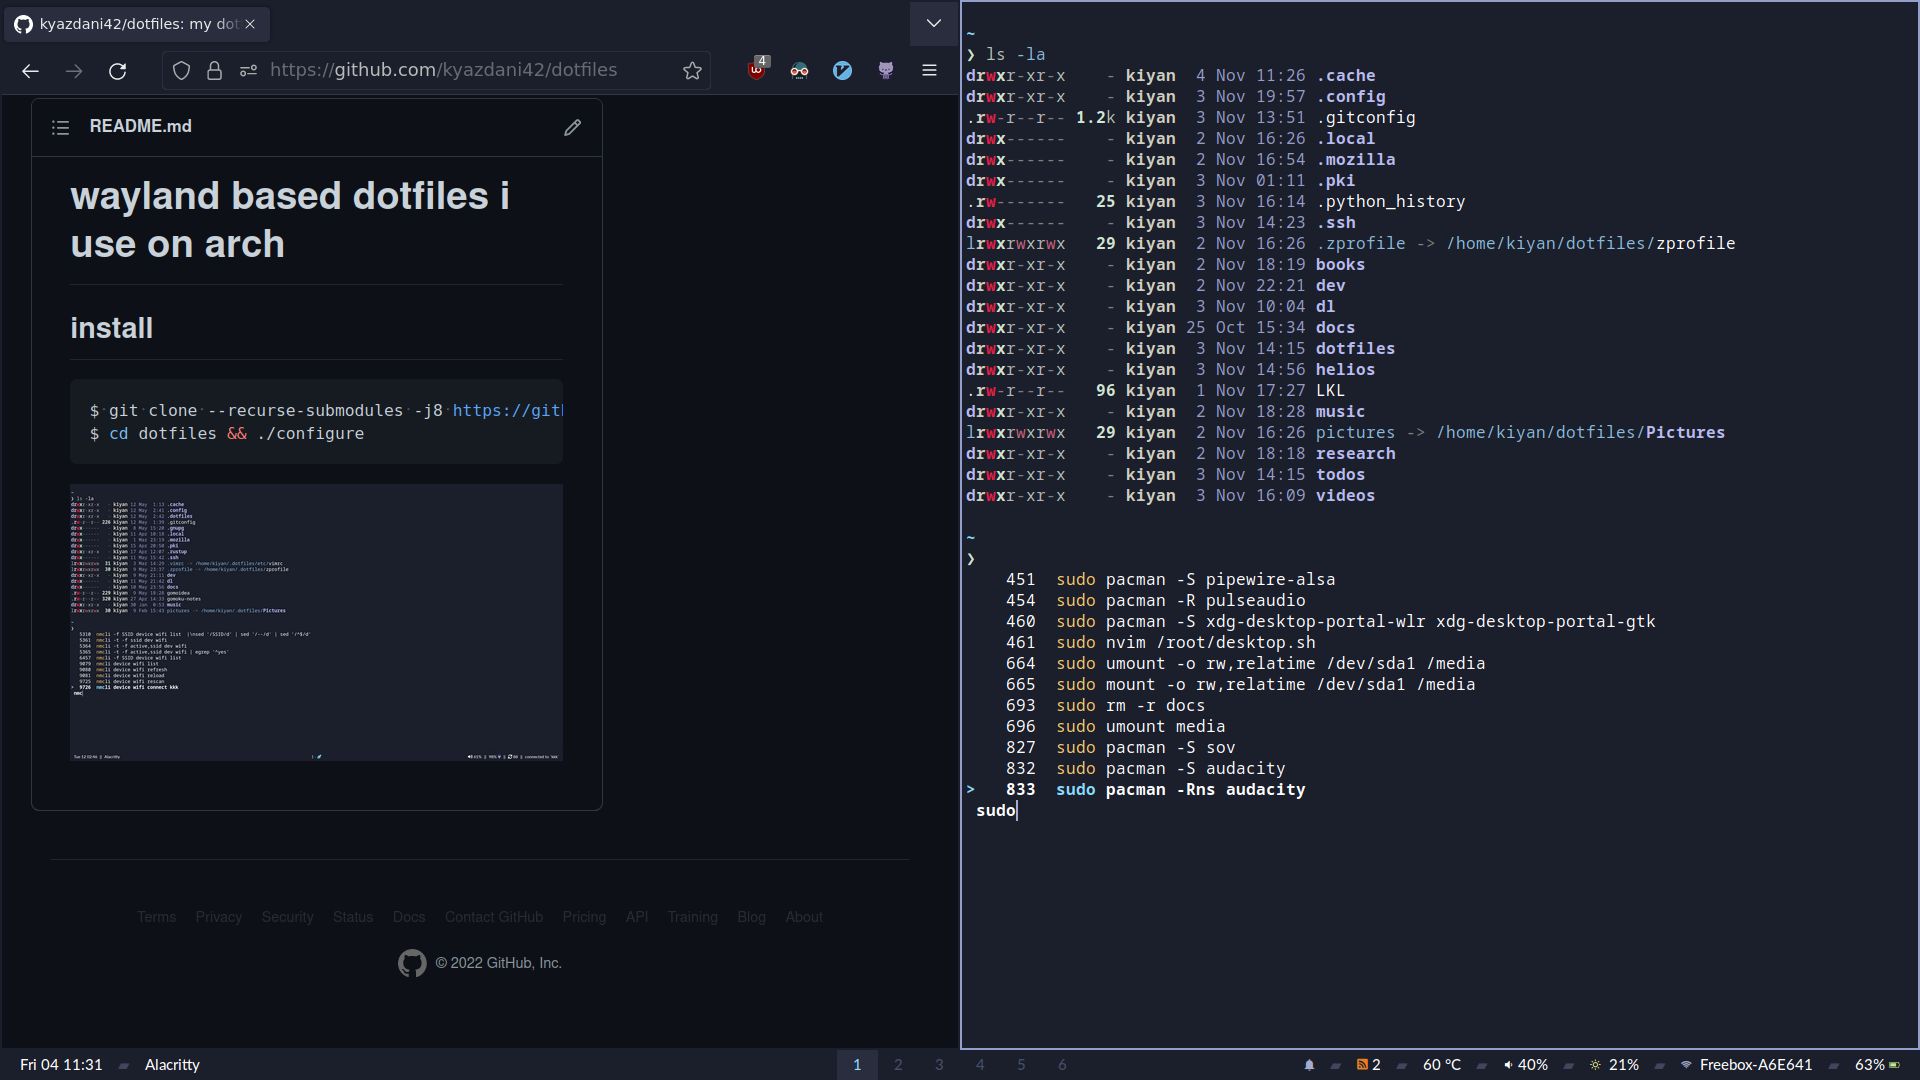 kyazdani42/dotfiles: my dot
https://github.com/kyazdani42/dotfiles
4
README.md
wayland based dotfiles i
use on arch
install
$ git clone --recurse-submodules -j8 https://gitl
$ cd dotfiles && ./configure
❯ ls -la
Terms Privacy Security Status Docs Contact GitHub Pricing API Training Blog About
© 2022 GitHub, Inc.
~
❯ ls -la
drwxr-xr-x    - kiyan  4 Nov 11:26 .cache
drwxr-xr-x    - kiyan  3 Nov 19:57 .config
.rw-r--r-- 1.2k kiyan  3 Nov 13:51 .gitconfig
drwx------    - kiyan  2 Nov 16:26 .local
drwx------    - kiyan  2 Nov 16:54 .mozilla
drwx------    - kiyan  3 Nov 01:11 .pki
.rw-------   25 kiyan  3 Nov 16:14 .python_history
drwx------    - kiyan  3 Nov 14:23 .ssh
lrwxrwxrwx   29 kiyan  2 Nov 16:26 .zprofile -> /home/kiyan/dotfiles/zprofile
drwxr-xr-x    - kiyan  2 Nov 18:19 books
drwxr-xr-x    - kiyan  2 Nov 22:21 dev
drwxr-xr-x    - kiyan  3 Nov 10:04 dl
drwxr-xr-x    - kiyan 25 Oct 15:34 docs
drwxr-xr-x    - kiyan  3 Nov 14:15 dotfiles
drwxr-xr-x    - kiyan  3 Nov 14:56 helios
.rw-r--r--   96 kiyan  1 Nov 17:27 LKL
drwxr-xr-x    - kiyan  2 Nov 18:28 music
lrwxrwxrwx   29 kiyan  2 Nov 16:26 pictures -> /home/kiyan/dotfiles/Pictures
drwxr-xr-x    - kiyan  2 Nov 18:18 research
drwxr-xr-x    - kiyan  3 Nov 14:15 todos
drwxr-xr-x    - kiyan  3 Nov 16:09 videos
~
❯
451 sudo pacman -S pipewire-alsa
454 sudo pacman -R pulseaudio
460 sudo pacman -S xdg-desktop-portal-wlr xdg-desktop-portal-gtk
461 sudo nvim /root/desktop.sh
664 sudo umount -o rw,relatime /dev/sda1 /media
665 sudo mount -o rw,relatime /dev/sda1 /media
693 sudo rm -r docs
696 sudo umount media
827 sudo pacman -S sov
832 sudo pacman -S audacity
> 833 sudo pacman -Rns audacity
sudo
Fri 04 11:31 Alacritty 1 2 3 4 5 6 2 60 °C 40% 21% Freebox-A6E641 63%